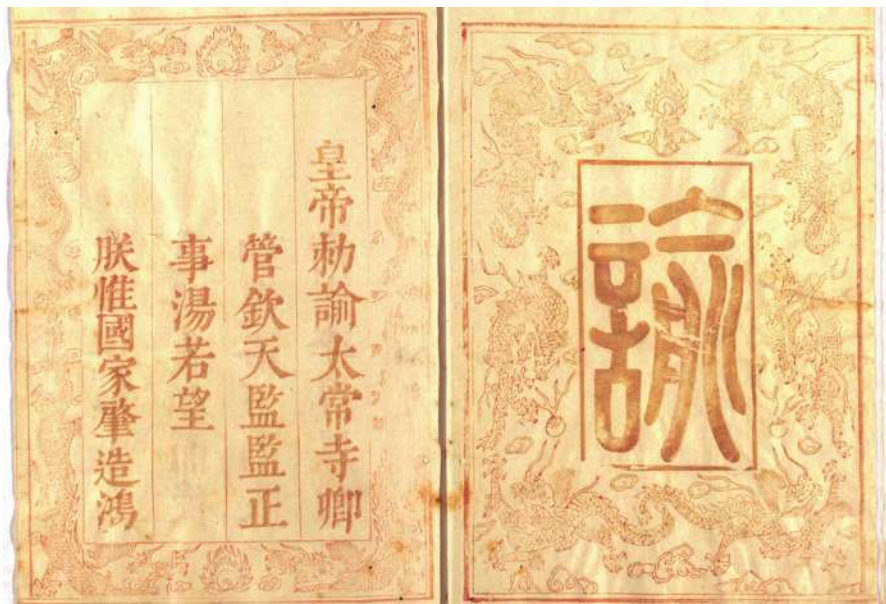 諭
皇帝勅諭太常寺卿
管欽天監監正
事湯若望
朕惟國家肇造鴻